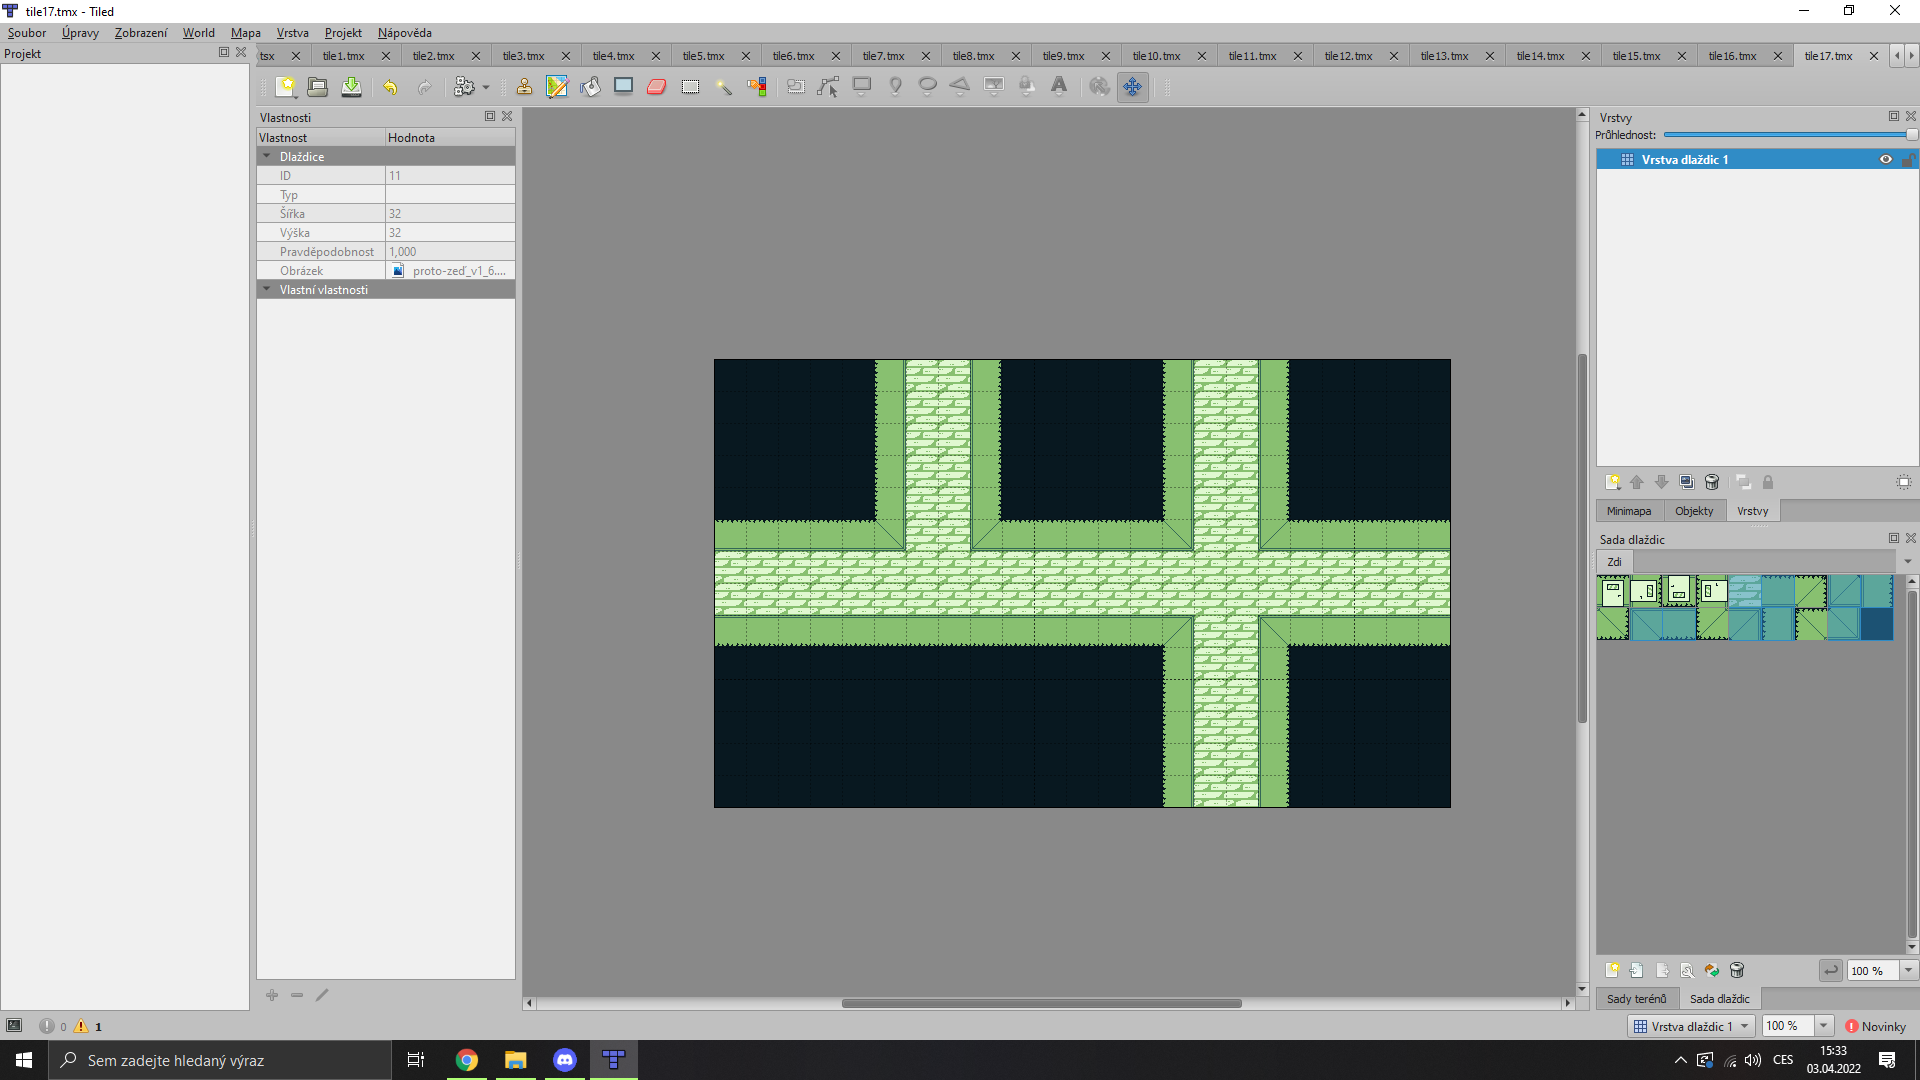 tile17.tmx - Tiled
Soubor Úpravy Zobrazení World Mapa Vrstva Projekt Nápověda
Projekt
tsx tile1.tmx tile2.tmx tile3.tmx tile4.tmx tile5.tmx tile6.tmx tile7.tmx tile8.tmx tile9.tmx tile10.tmx tile11.tmx tile12.tmx tile13.tmx tile14.tmx tile15.tmx tile16.tmx tile17.tmx
Vlastnosti
Vlastnost Hodnota
Dlaždice
ID 11
Typ
Šířka 32
Výška 32
Pravděpodobnost 1,000
Obrázek proto-zeď_v1_6....
Vlastní vlastnosti
Vrstvy
Průhlednost:
Vrstva dlaždic 1
Minimapa Objekty Vrstvy
Sada dlaždic
Zdi
100 %
Sady terénů Sada dlaždic
0 1
Vrstva dlaždic 1 100 % Novinky
Sem zadejte hledaný výraz
CES
15:33
03.04.2022